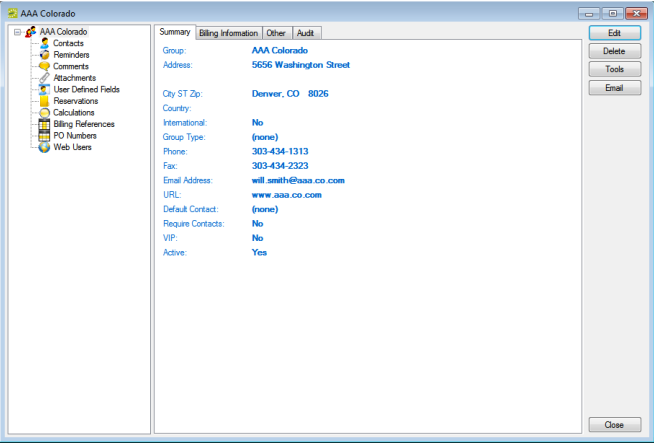 AAA Colorado
AAA Colorado
Contacts
Reminders
Comments
Attachments
User Defined Fields
Reservations
Calculations
Billing References
PO Numbers
Web Users
Summary Billing Information Other Audit
Group: AAA Colorado
Address: 5656 Washington Street
City ST Zip: Denver, CO 8026
Country:
International: No
Group Type: (none)
Phone: 303-434-1313
Fax: 303-434-2323
Email Address: will.smith@aaa.co.com
URL: www.aaa.co.com
Default Contact: (none)
Require Contacts: No
VIP: No
Active: Yes
Edit
Delete
Tools
Email
Close